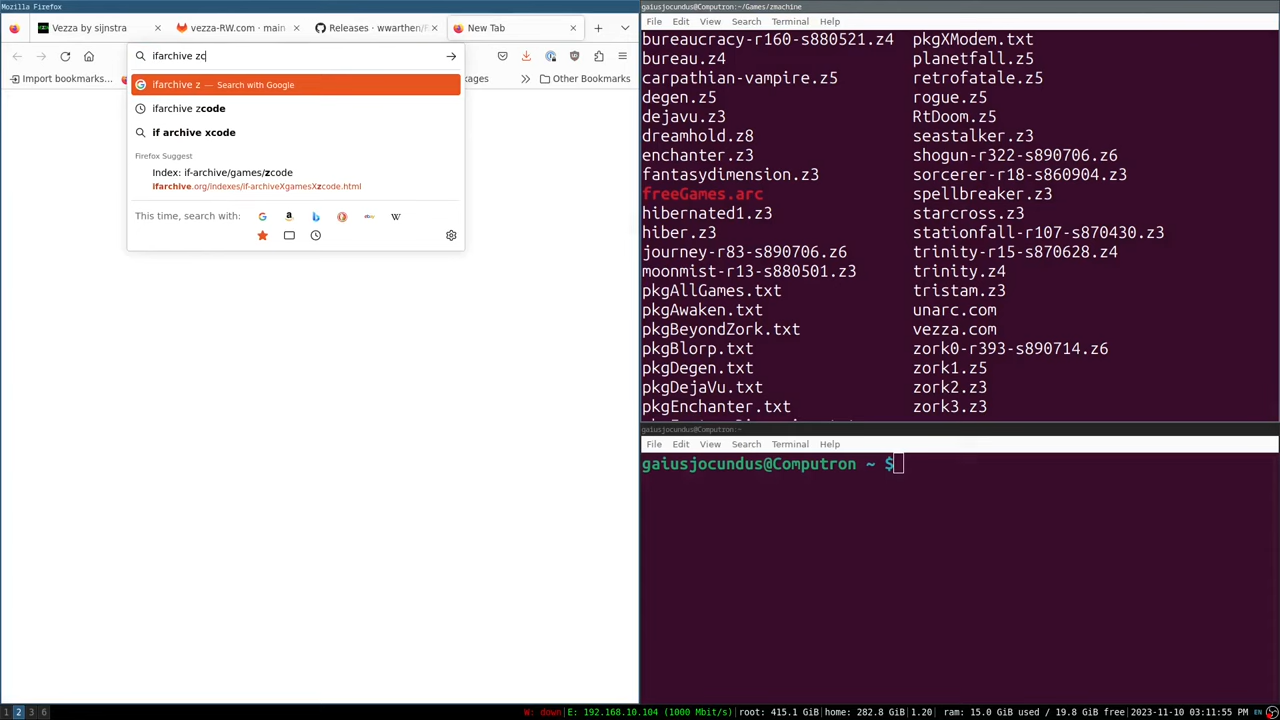 Mozilla Firefox
Vezza by sijnstra
vezza-RW.com · main
Releases · wwarthen/F
New Tab
ifarchive zc
Import bookmarks...
kages
Other Bookmarks
ifarchive z — Search with Google
ifarchive zcode
if archive xcode
Firefox Suggest
Index: if-archive/games/zcode
ifarchive.org/indexes/if-archiveXgamesXzcode.html
This time, search with:
gaiusjocundus@Computron:~/Games/zmachine
File Edit View Search Terminal Help
bureaucracy-r160-s880521.z4 pkgXModem.txt
bureau.z4 planetfall.z5
carpathian-vampire.z5 retrofatale.z5
degen.z5 rogue.z5
dejavu.z3 RtDoom.z5
dreamhold.z8 seastalker.z3
enchanter.z3 shogun-r322-s890706.z6
fantasydimension.z3 sorcerer-r18-s860904.z3
freeGames.arc spellbreaker.z3
hibernated1.z3 starcross.z3
hiber.z3 stationfall-r107-s870430.z3
journey-r83-s890706.z6 trinity-r15-s870628.z4
moonmist-r13-s880501.z3 trinity.z4
pkgAllGames.txt tristam.z3
pkgAwaken.txt unarc.com
pkgBeyondZork.txt vezza.com
pkgBlorp.txt zork0-r393-s890714.z6
pkgDegen.txt zork1.z5
pkgDejaVu.txt zork2.z3
pkgEnchanter.txt zork3.z3
gaiusjocundus@Computron:~
File Edit View Search Terminal Help
gaiusjocundus@Computron ~ $
1 2 3 6
W: down|E: 192.168.10.104 (1000 Mbit/s)|root: 415.1 GiB|home: 282.8 GiB|1.20 |ram: 15.0 GiB used / 19.8 GiB free|2023-11-10 03:11:55 PM EN